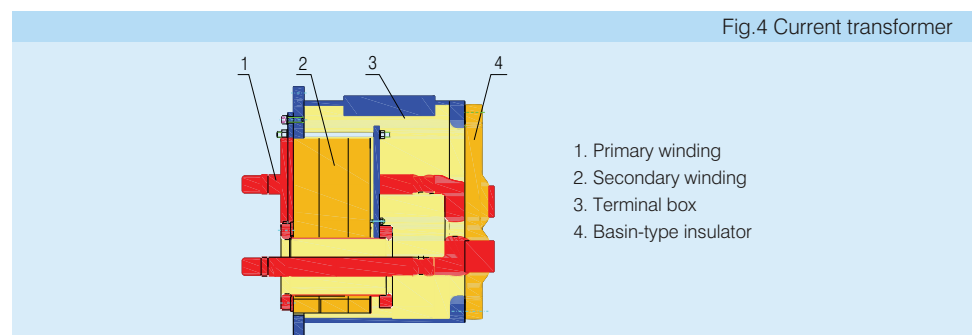 Fig.4 Current transformer
1 2 3 4
1. Primary winding
2. Secondary winding
3. Terminal box
4. Basin-type insulator